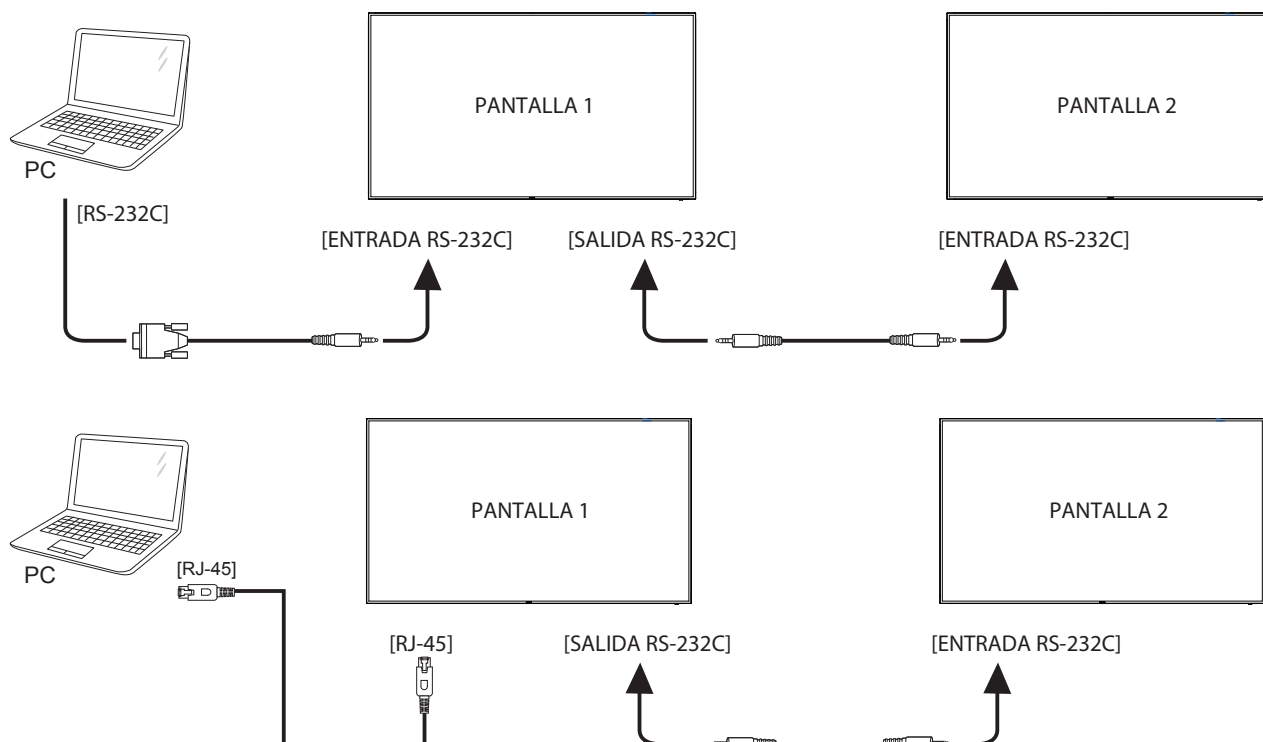 PANTALLA 1
PANTALLA 2
PC
[RS-232C]
[ENTRADA RS-232C]
[SALIDA RS-232C]
[ENTRADA RS-232C]
PANTALLA 1
PANTALLA 2
PC
[RJ-45]
[RJ-45]
[SALIDA RS-232C]
[ENTRADA RS-232C]